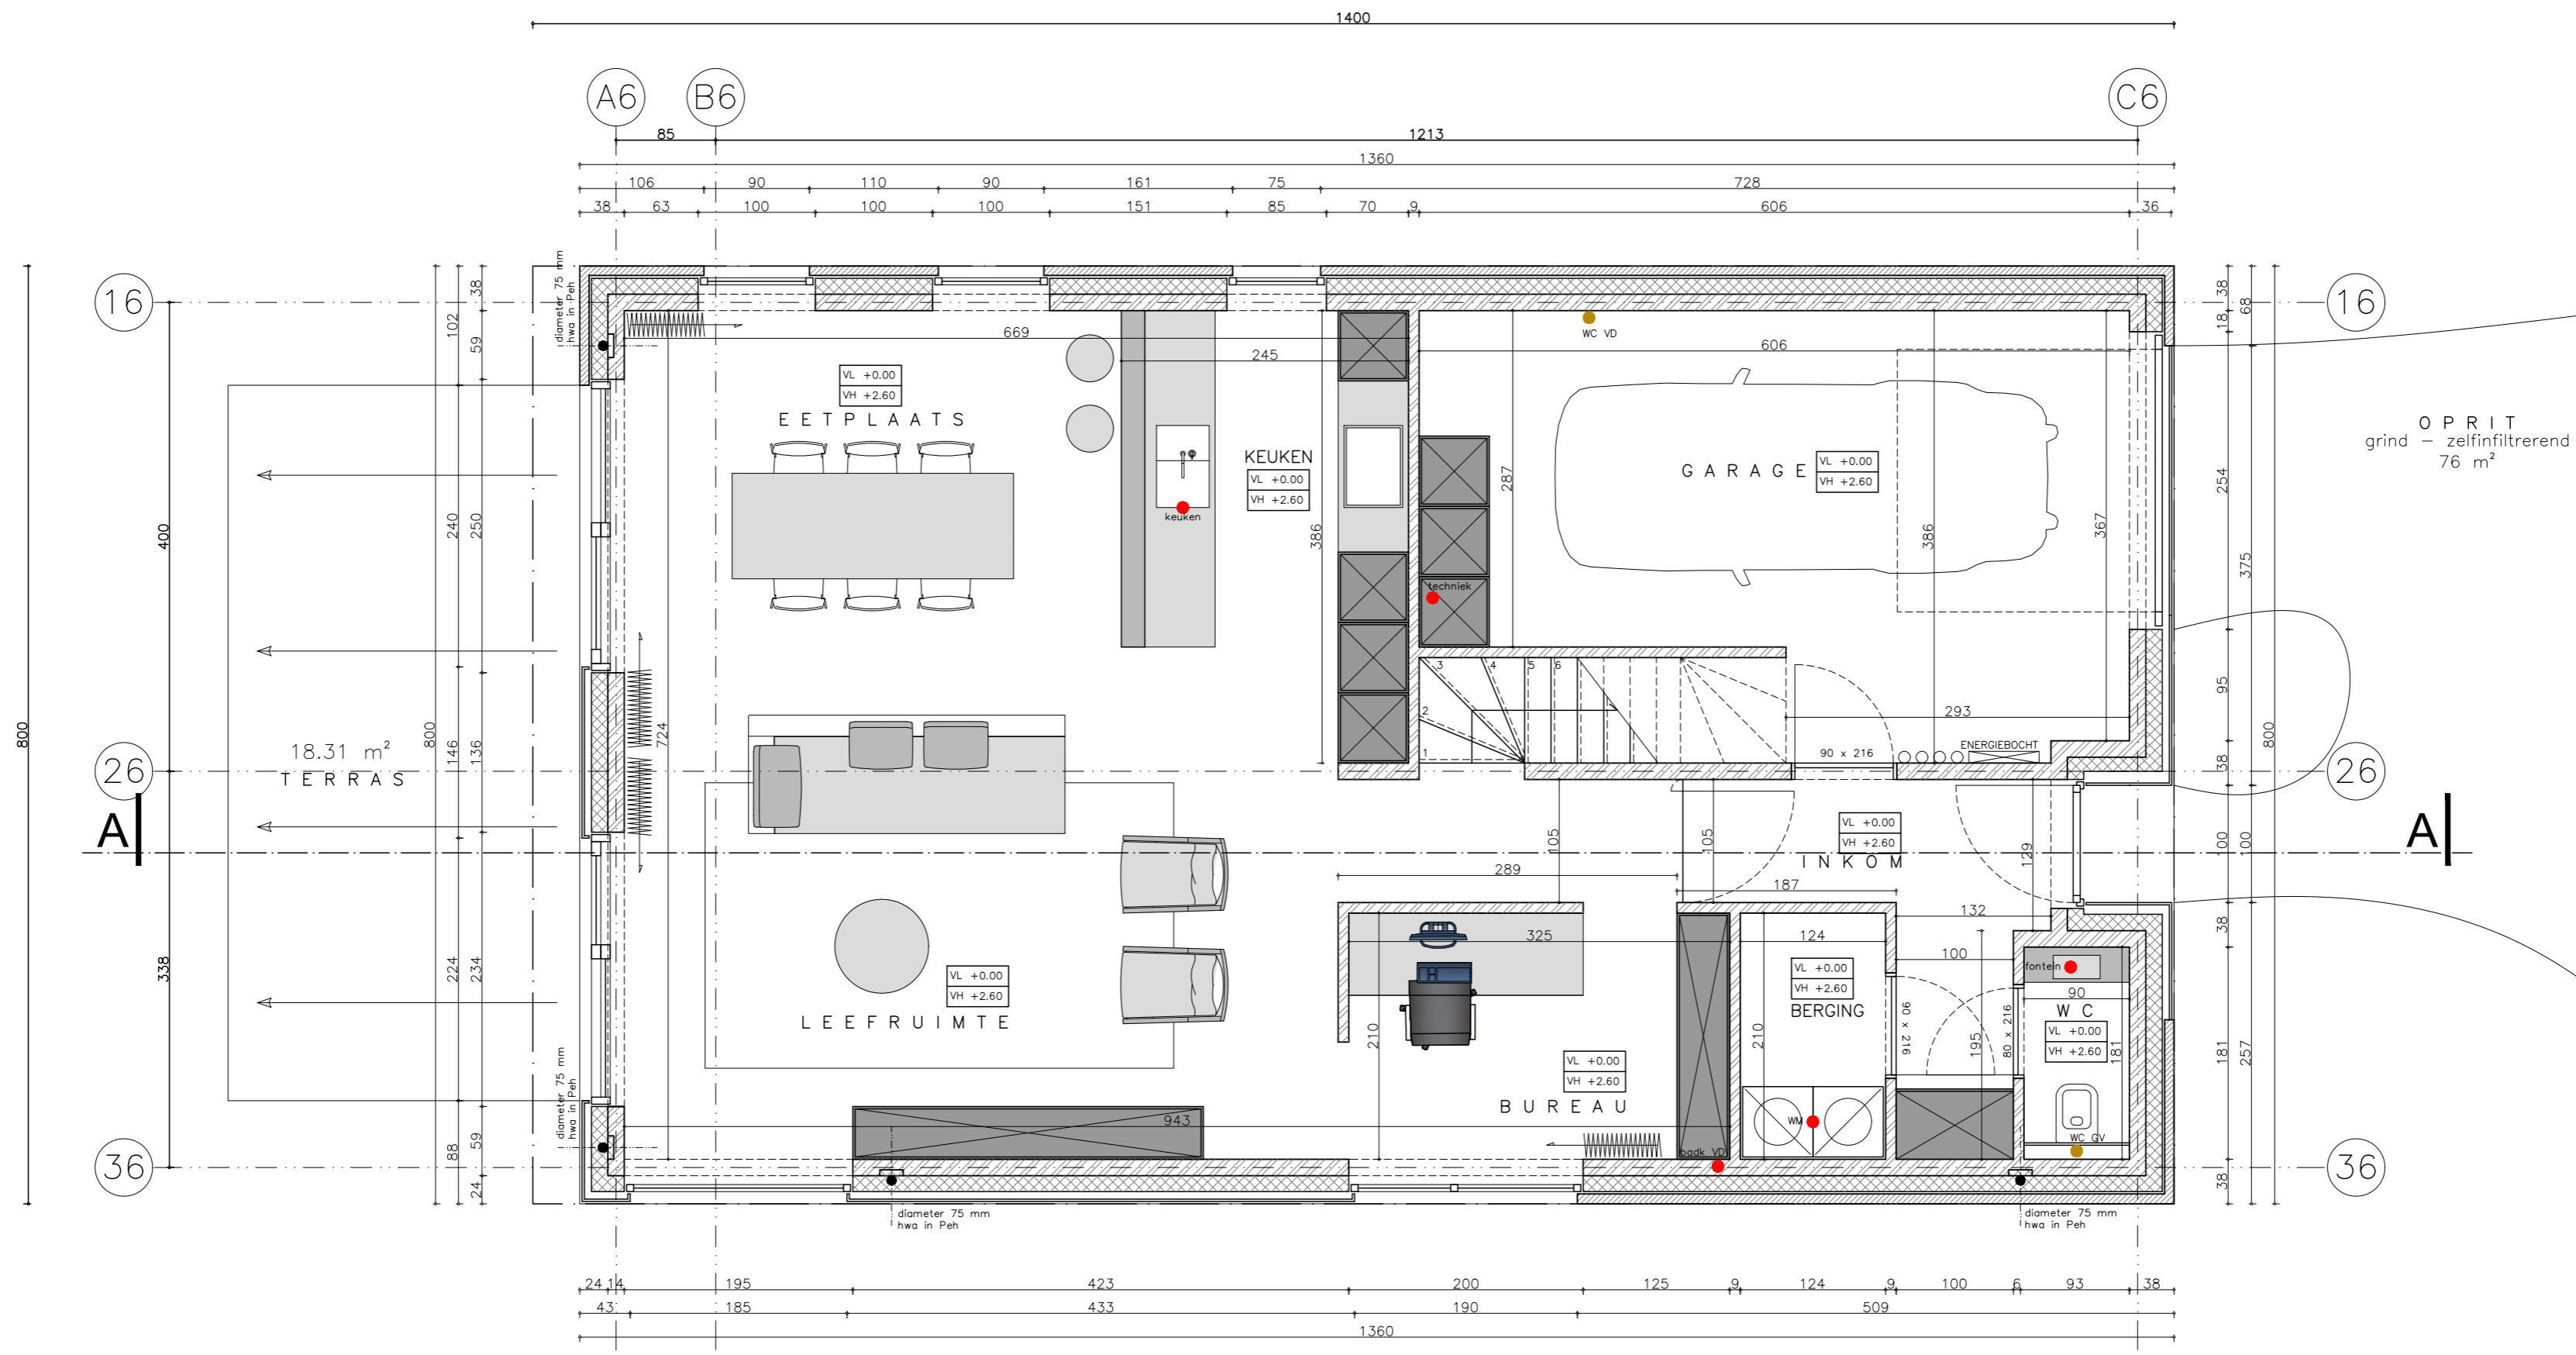 1400
A6
B6
C6
85
1213
1360
106
90
110
90
161
75
728
38
63
100
100
100
151
85
70
9
606
36
diameter 75 mm
hwa in Peh
16
16
38
102
59
38
18
68
669
245
606
WC VD
VL +0.00
VH +2.60
EETPLAATS
KEUKEN
VL +0.00
VH +2.60
keuken
GARAGE
VL +0.00
VH +2.60
OPRIT
grind – zelfinfiltrerend
76 m²
287
386
386
367
254
375
400
240
250
techniek
3
4
5
6
2
1
95
293
ENERGIEBOCHT
90 x 216
800
800
146
136
724
18.31 m²
TERRAS
26
26
38
800
A
A
105
105
VL +0.00
VH +2.60
INKOM
129
100
100
289
187
132
325
124
100
38
338
224
234
VL +0.00
VH +2.60
LEEFRUIMTE
VL +0.00
VH +2.60
BERGING
fontein
90
WC
VL +0.00
VH +2.60
90 x 216
80 x 216
210
210
195
181
181
257
VL +0.00
VH +2.60
BUREAU
diameter 75 mm
hwa in Peh
59
88
943
WM
badk VD
WC GV
36
36
24
38
diameter 75 mm
hwa in Peh
diameter 75 mm
hwa in Peh
24
14
195
423
200
125
9
124
9
100
6
93
38
43
185
433
190
509
1360